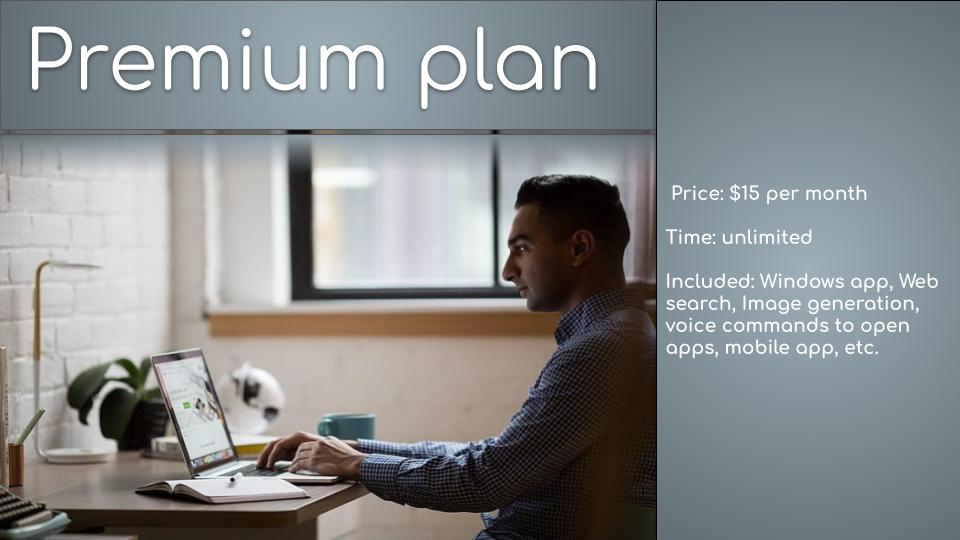 Premium plan
Price: $15 per month
Time: unlimited
Included: Windows app, Web
search, Image generation,
voice commands to open
apps, mobile app, etc.